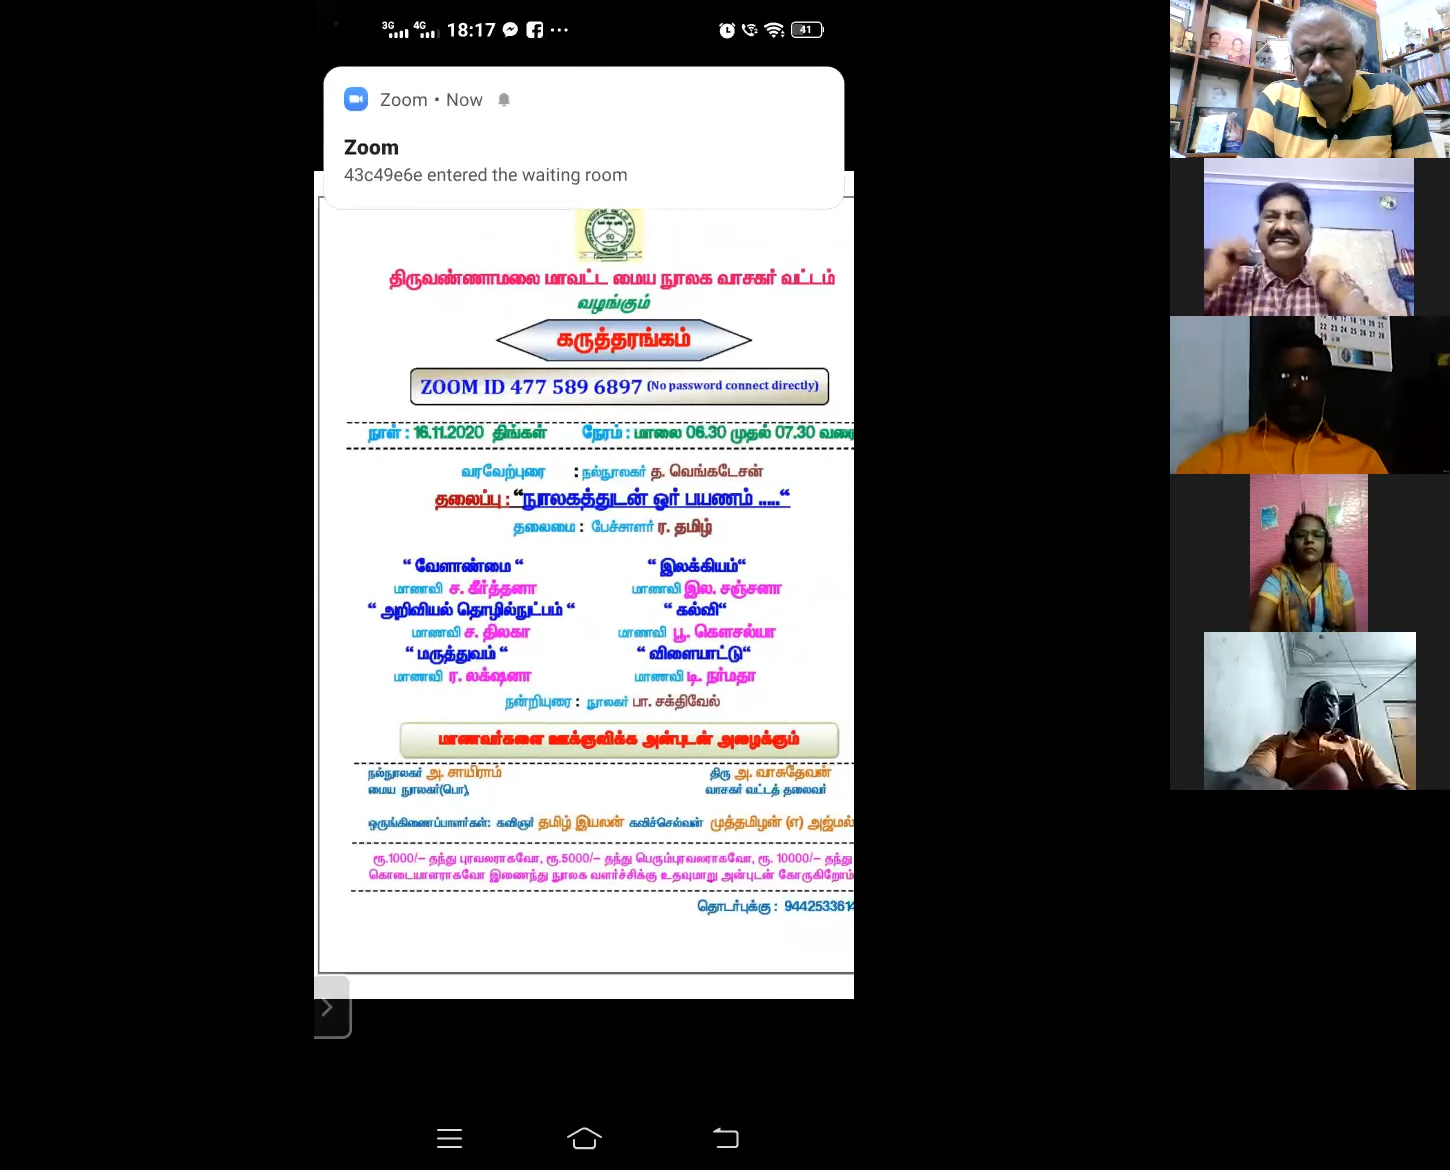 3G 4G 18:17 41
Zoom • Now
Zoom
43c49e6e entered the waiting room
திருவண்ணாமலை மாவட்ட மைய நூலக வாசகர் வட்டம்
வழங்கும்
கருத்தரங்கம்
ZOOM ID 477 589 6897 (No password connect directly)
நாள் : 16.11.2020 திங்கள் நேரம் : மாலை 06.30 முதல் 07.30 வரை
வரவேற்புரை : நல்நூலகர் த. வெங்கடேசன்
தலைப்பு : “நூலகத்துடன் ஓர் பயணம் .....“
தலைமை : பேச்சாளர் ர. தமிழ்
“ வேளாண்மை “ “ இலக்கியம்“
மாணவி ச. கீர்த்தனா மாணவி இல. சஞ்சனா
“ அறிவியல் தொழில்நுட்பம் “ “ கல்வி“
மாணவி ச. திலகா மாணவி பூ. கௌசல்யா
“ மருத்துவம் “ “ விளையாட்டு“
மாணவி ர. லக்‌ஷனா மாணவி டி. நர்மதா
நன்றியுரை : நூலகர் பா. சக்திவேல்
மாணவர்களை ஊக்குவிக்க அன்புடன் அழைக்கும்
நல்நூலகர் அ. சாயிராம் திரு அ. வாசுதேவன்
மைய நூலகர்(பொ), வாசகர் வட்டத் தலைவர்
ஒருங்கிணைப்பாளர்கள்: கவிஞர் தமிழ் இயலன் கவிச்செல்வன் முத்தமிழன் (எ) அஜ்மல்
ரூ.1000/– தந்து புரவலராகவோ, ரூ.5000/– தந்து பெரும்புரவலராகவோ, ரூ. 10000/– தந்து
கொடையாளராகவோ இணைந்து நூலக வளர்ச்சிக்கு உதவுமாறு அன்புடன் கோருகிறோம்
தொடர்புக்கு : 9442533614